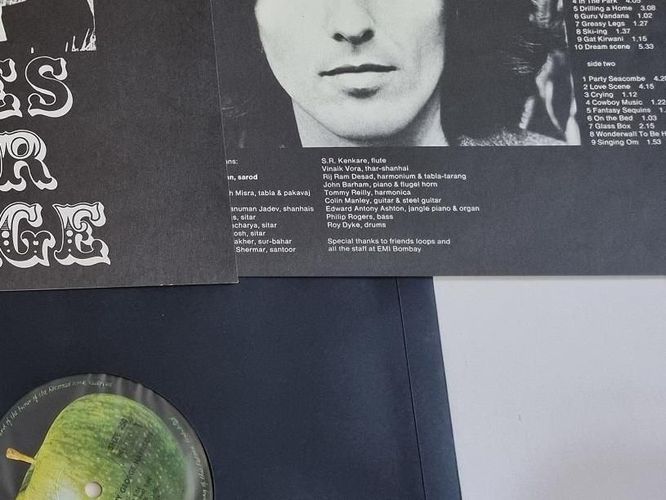 ES
R
GE
4 In The Park 4.05
5 Drilling a Home 3.08
6 Guru Vandana 1.02
7 Greasy Legs 1.27
8 Ski-ing 1.37
9 Gat Kirwani 1.15
10 Dream scene 5.33
side two
1 Party Seacombe 4.2
2 Love Scene 4.15
3 Crying 1.12
4 Cowboy Music 1.22
5 Fantasy Sequins 1.
6 On the Bed 1.03
7 Glass Box 2.15
8 Wonderwall To Be
9 Singing Om 1.53
ns:
an, sarod
h Misra, tabla & pakavaj
anuman Jadev, shanhais
s, sitar
acharya, sitar
osh, sitar
akher, sur-bahar
Shermar, santoor
S.R. Kenkare, flute
Vinaik Vora, thar-shanhai
Rij Ram Desad, harmonium & tabla-tarang
John Barham, piano & flugel horn
Tommy Reilly, harmonica
Colin Manley, guitar & steel guitar
Edward Antony Ashton, jangle piano & organ
Philip Rogers, bass
Roy Dyke, drums
Special thanks to friends loops and
all the staff at EMI Bombay